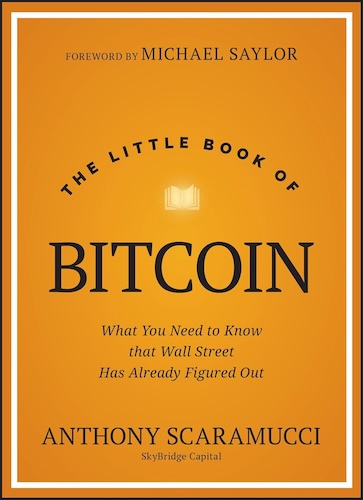 FOREWORD BY MICHAEL SAYLOR
THE LITTLE BOOK OF
BITCOIN
What You Need to Know
that Wall Street
Has Already Figured Out
ANTHONY SCARAMUCCI
SkyBridge Capital